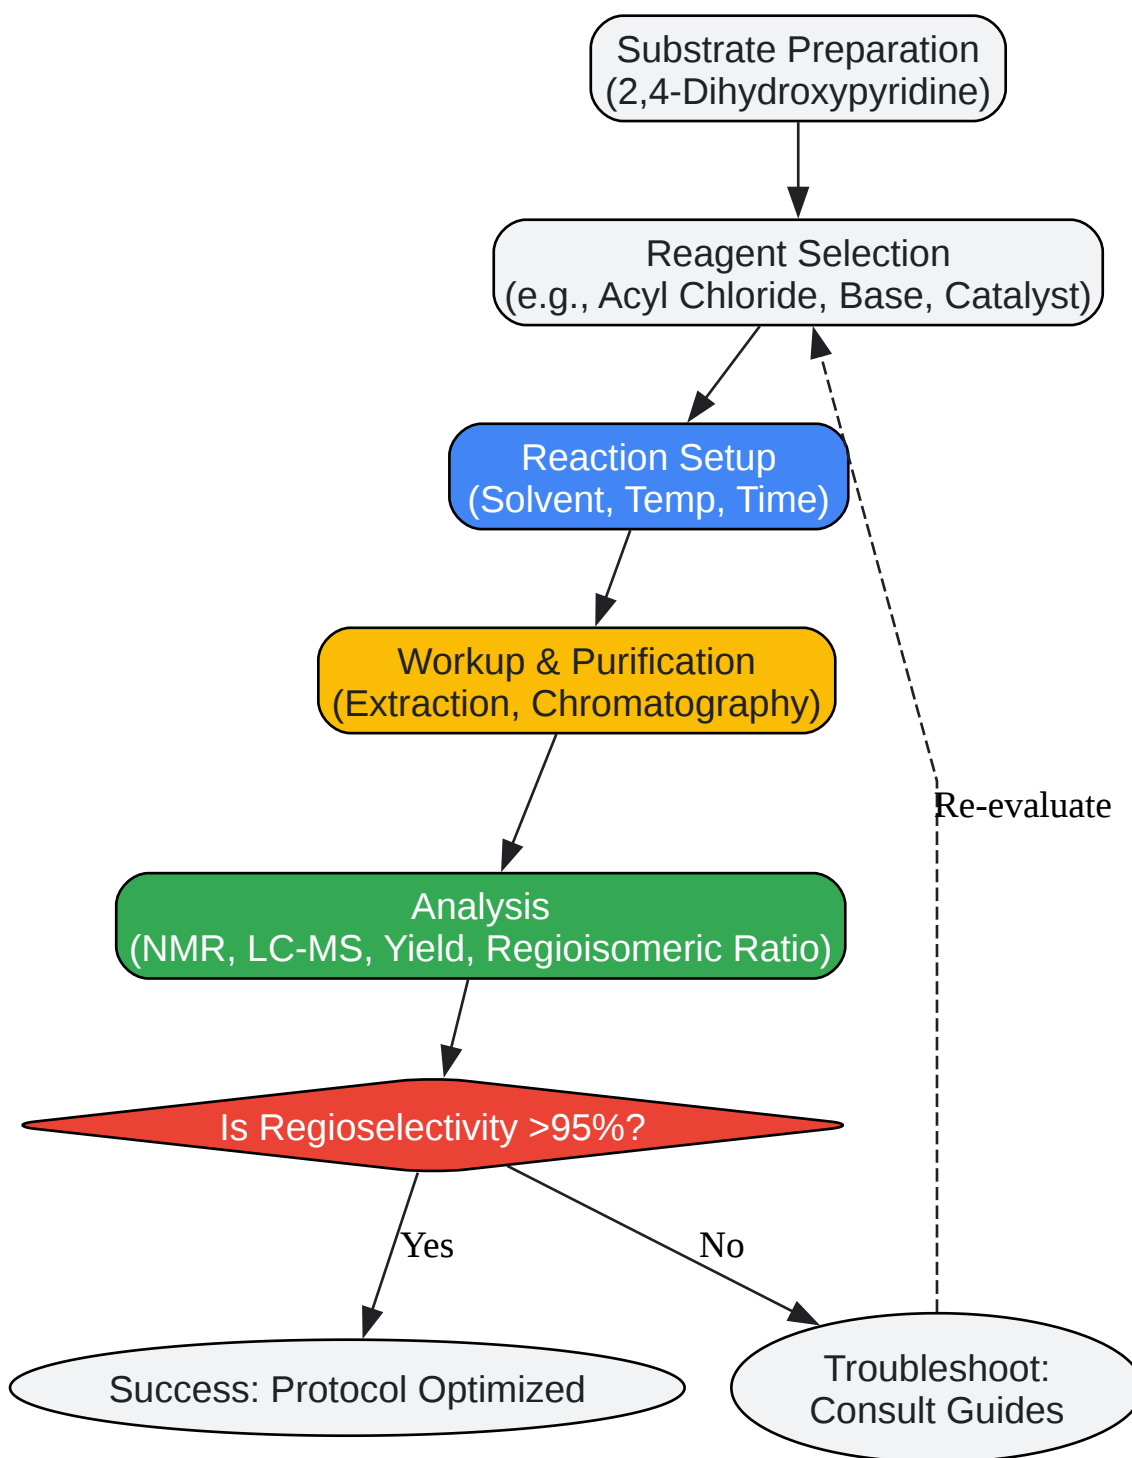 Substrate Preparation
(2,4-Dihydroxypyridine)
Reagent Selection
(e.g., Acyl Chloride, Base, Catalyst)
Reaction Setup
(Solvent, Temp, Time)
Workup & Purification
(Extraction, Chromatography)
Re-evaluate
Analysis
(NMR, LC-MS, Yield, Regioisomeric Ratio)
Is Regioselectivity >95%?
Yes
No
Success: Protocol Optimized
Troubleshoot:
Consult Guides